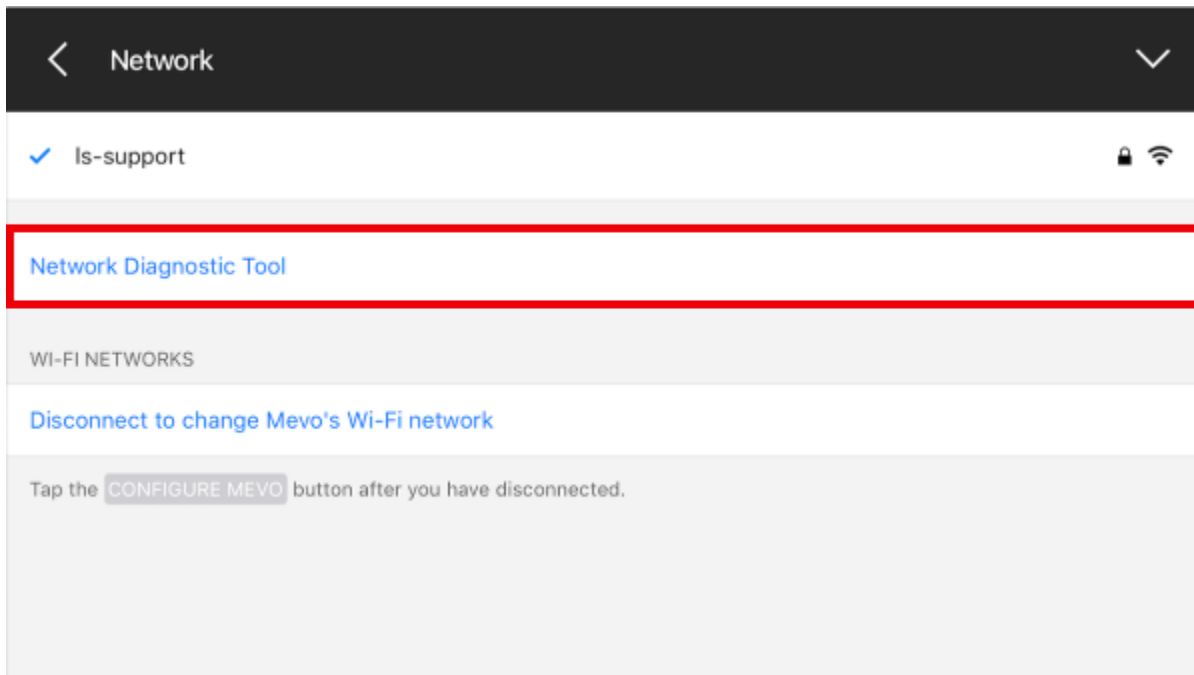 Network
ls-support
Network Diagnostic Tool
WI-FI NETWORKS
Disconnect to change Mevo's Wi-Fi network
Tap the CONFIGURE MEVO button after you have disconnected.